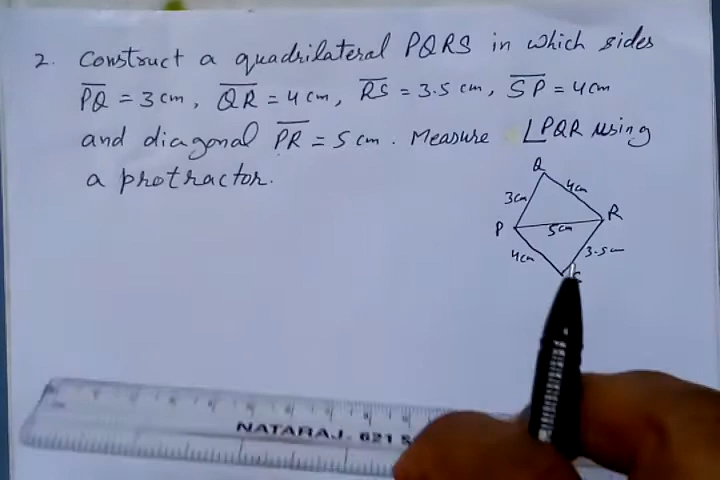 2. Construct a quadrilateral PQRS in which sides
PQ = 3 cm, QR = 4 cm, RS = 3.5 cm, SP = 4 cm
and diagonal PR = 5 cm. Measure ∠PQR using
a protractor.
Q
3cm 4cm
P 5cm R
4cm 3.5cm
NATARAJ. 621